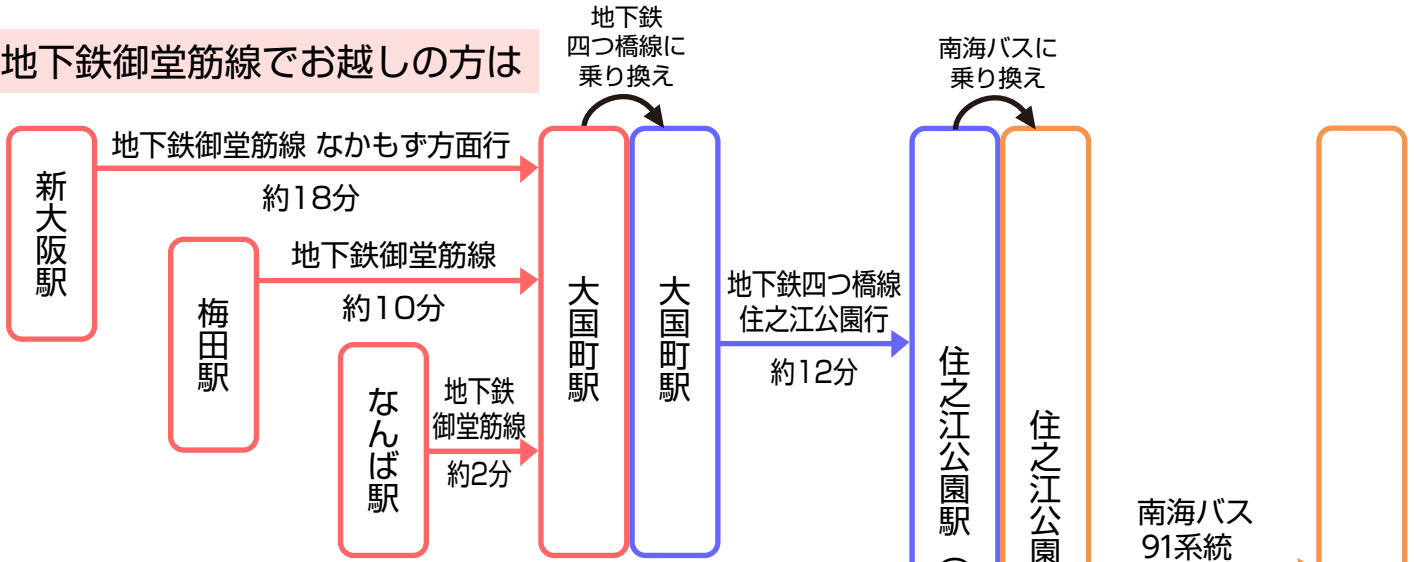 地下鉄御堂筋線でお越しの方は
地下鉄
四つ橋線に
乗り換え
南海バスに
乗り換え
新大阪駅
地下鉄御堂筋線 なかもず方面行
約18分
梅田駅
地下鉄御堂筋線
約10分
なんば駅
地下鉄
御堂筋線
約2分
大国町駅
大国町駅
地下鉄四つ橋線
住之江公園行
約12分
住之江公園駅
住之江公園
南海バス
91系統